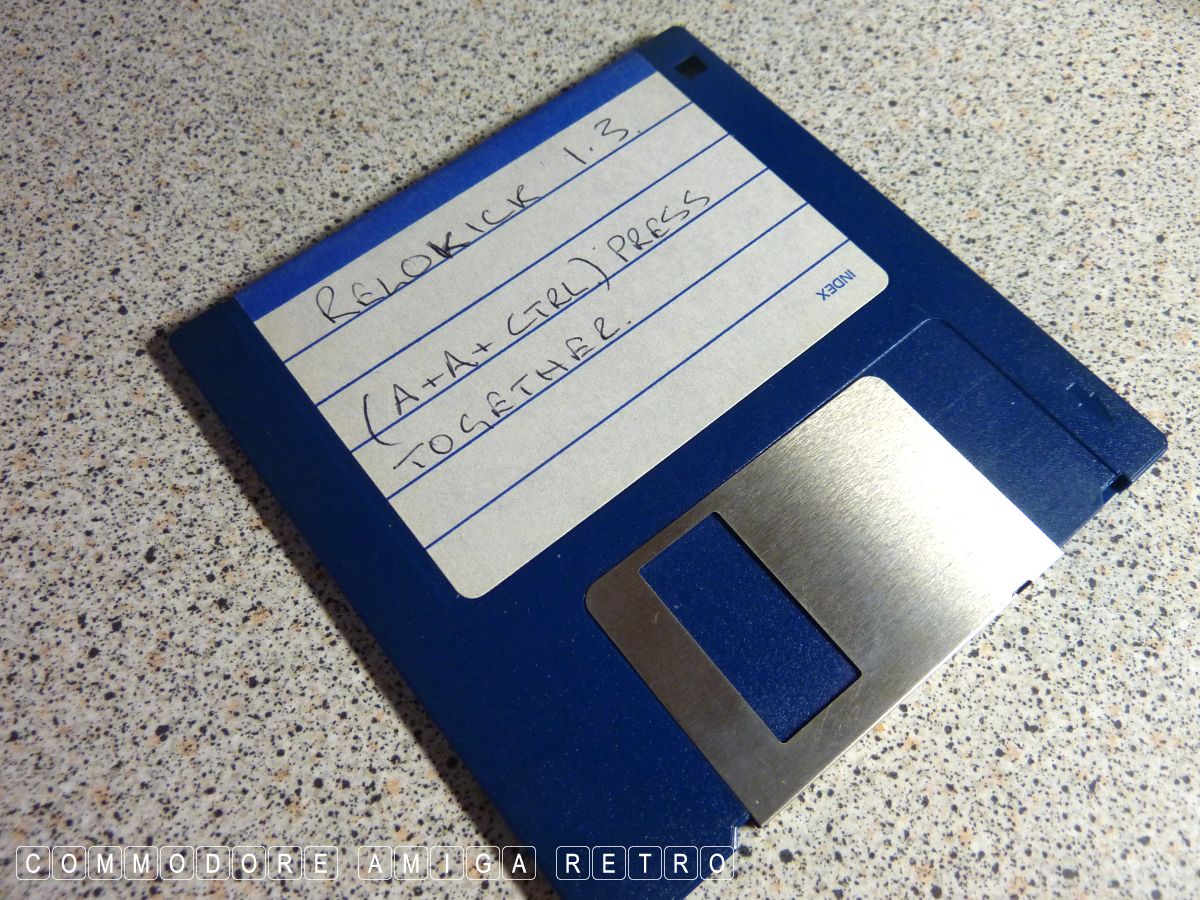 RELOKICK 1.3.
(A+A+ CTRL) PRESS
TOGETHER.
INDEX
COMMODORE AMIGA RETRO